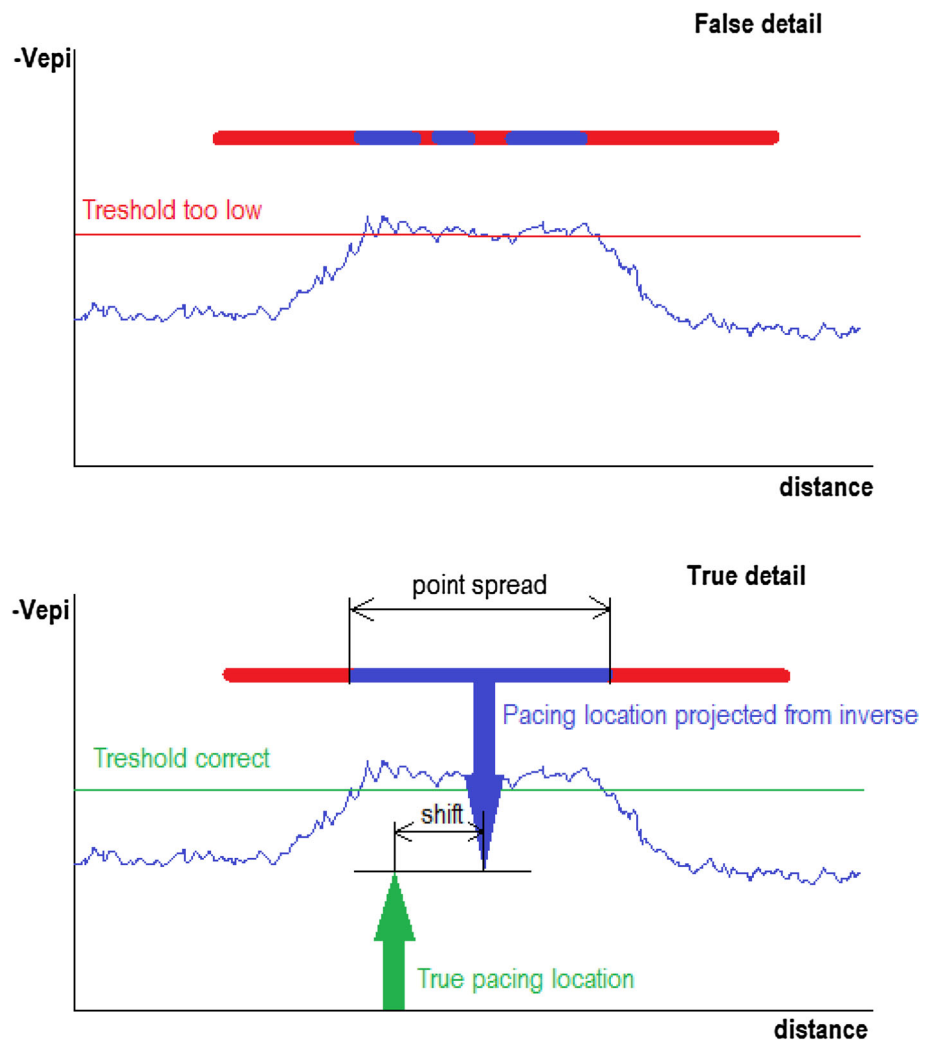 False detail
-Vepi
Treshold too low
distance
True detail
point spread
-Vepi
Pacing location projected from inverse
Treshold correct
shift
True pacing location
distance